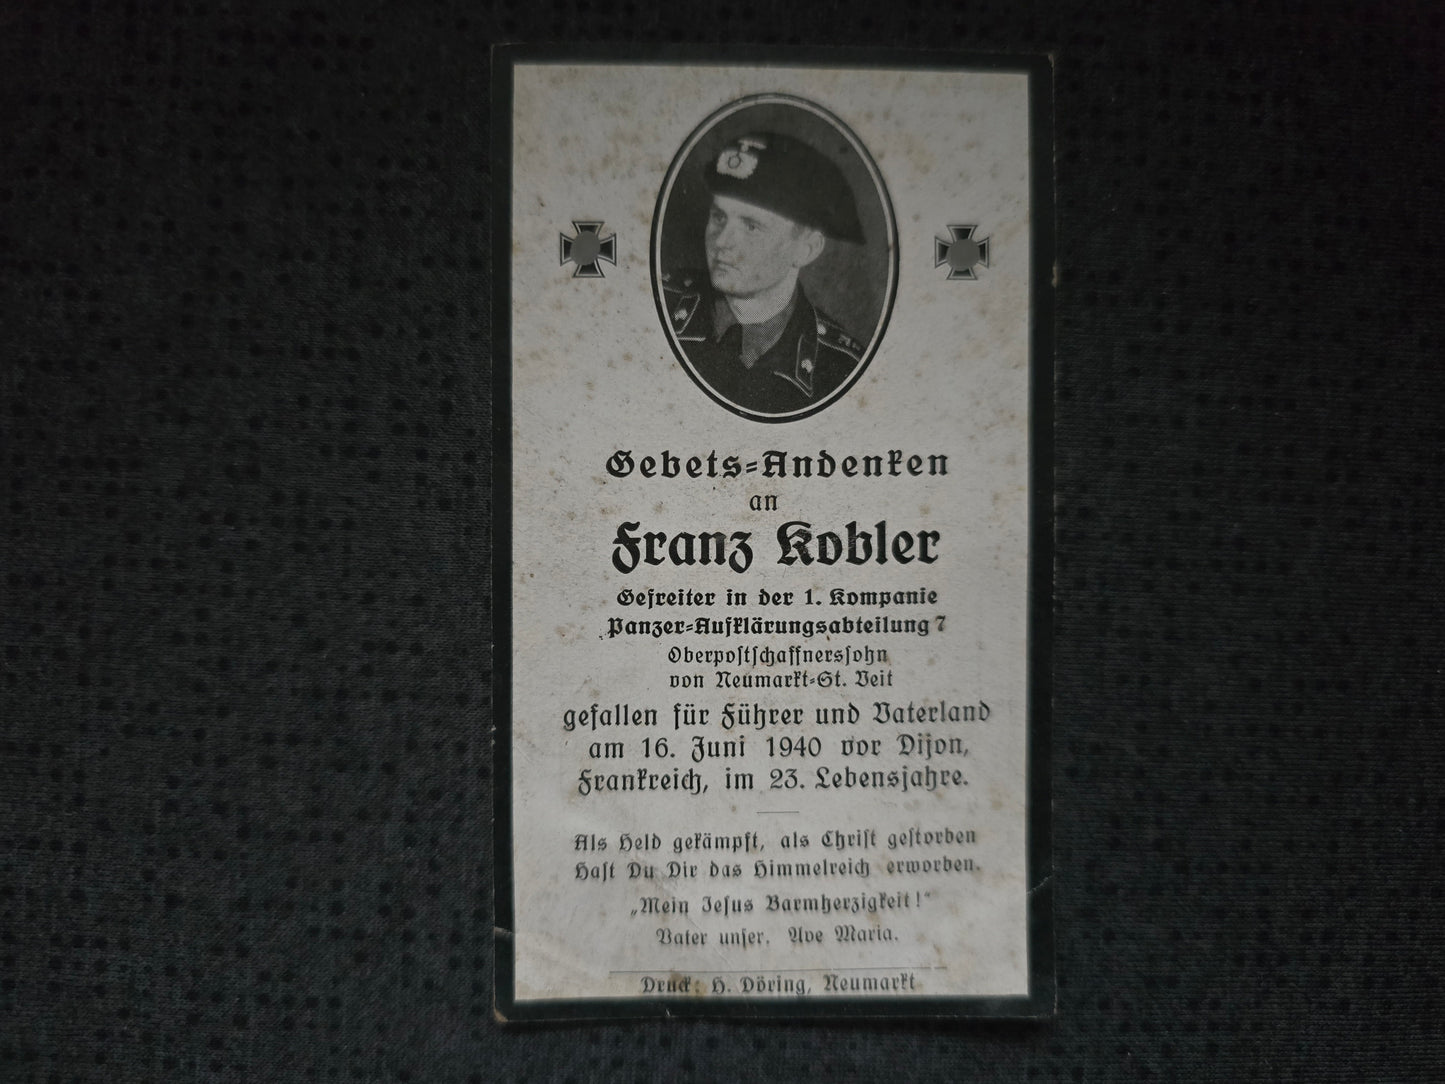 Gebets-Andenken
an
Franz Kobler
Gefreiter in der 1. Kompanie
Panzer-Aufklärungsabteilung 7
Oberpostschaffnerssohn
von Neumarkt-St. Veit
gefallen für Führer und Vaterland
am 16. Juni 1940 vor Dijon,
Frankreich, im 23. Lebensjahre.
Als Held gekämpft, als Christ gestorben
Hast Du Dir das Himmelreich erworben.
„Mein Jesus Barmherzigkeit!“
Vater unser. Ave Maria.
Druck: H. Döring, Neumarkt